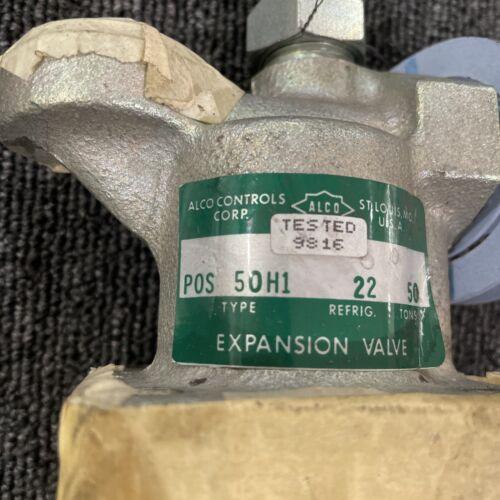 ALCO CONTROLS CORP.
ALCO
ST. LOUIS, MO. U.S.A.
TESTED
9816
POS 50H1 22 50
TYPE REFRIG. TONS
EXPANSION VALVE